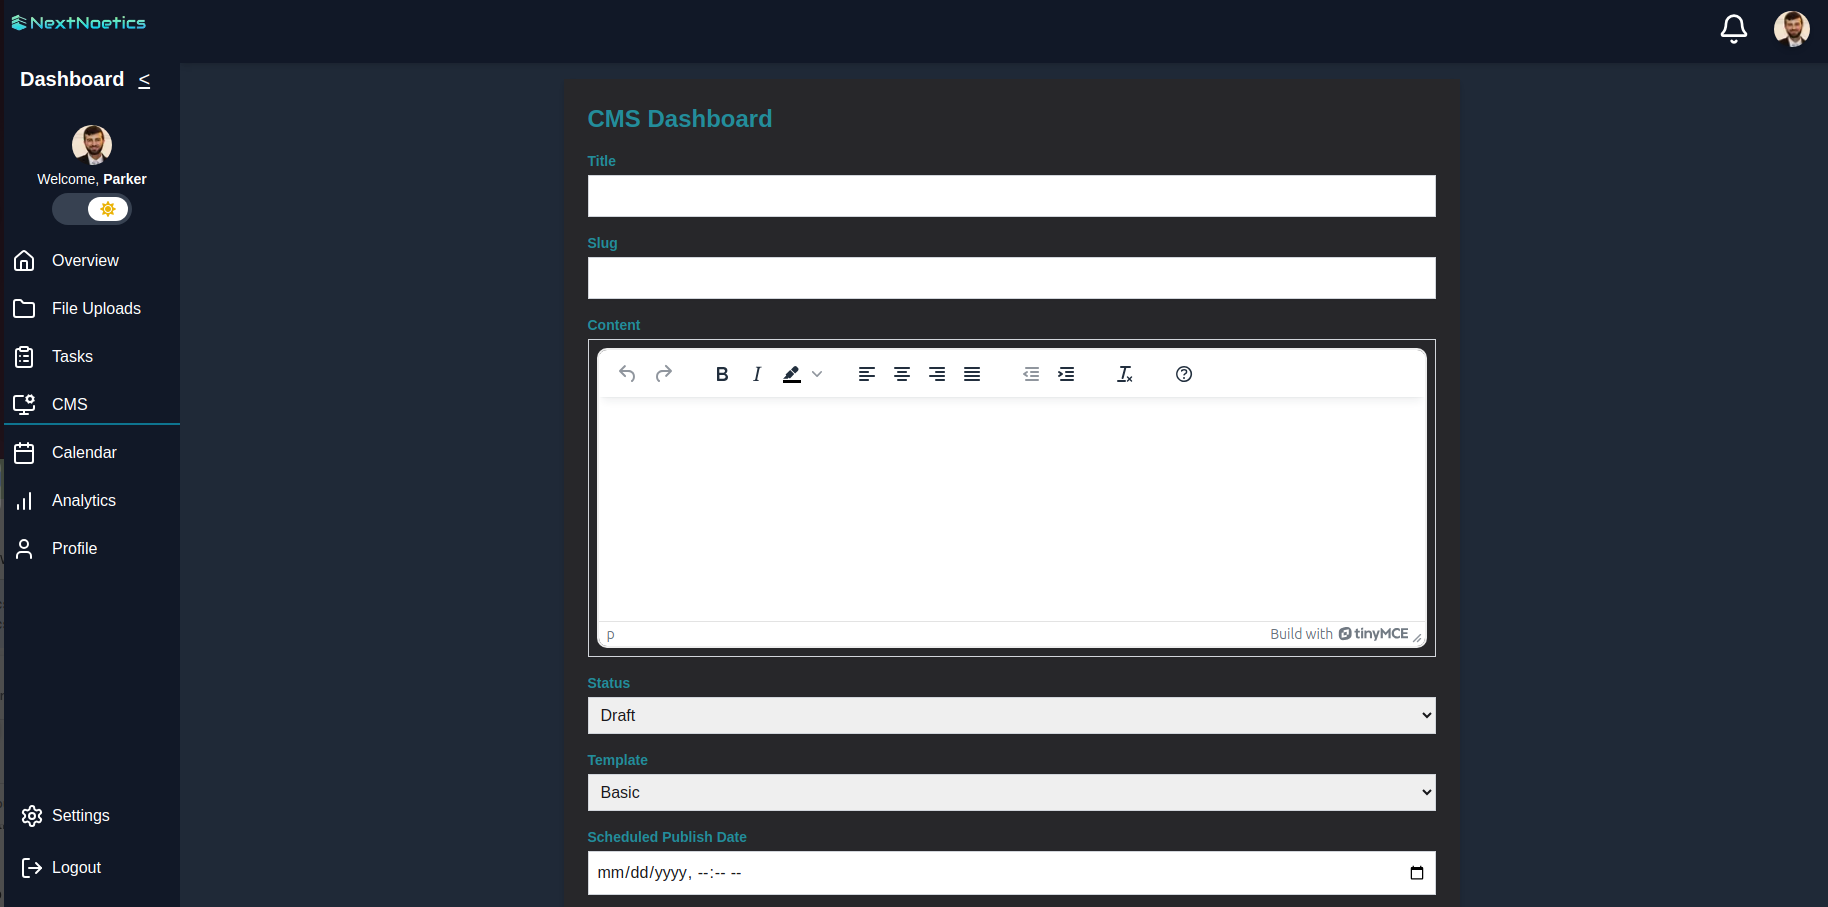 NextNoetics
Dashboard <
Welcome, Parker
Overview
File Uploads
Tasks
CMS
Calendar
Analytics
Profile
Settings
Logout
CMS Dashboard
Title
Slug
Content
B I
p
Build with tinyMCE
Status
Draft
Template
Basic
Scheduled Publish Date
mm/dd/yyyy, --:-- --